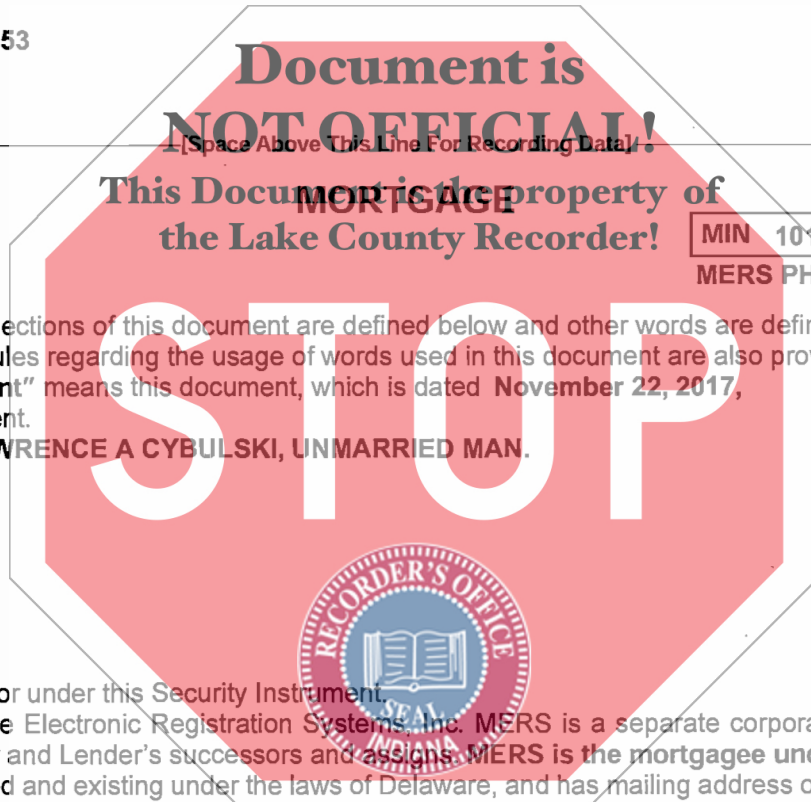 53
Document is
NOT OFFICIAL!
[Space Above This Line For Recording Data]
This Document is the property of
MORTGAGE
the Lake County Recorder!
MIN 101
MERS PH
STOP
ections of this document are defined below and other words are defin
ules regarding the usage of words used in this document are also prov
nt" means this document, which is dated November 22, 2017,
ent.
WRENCE A CYBULSKI, UNMARRIED MAN.
RECORDER'S OFFICE
SEAL
INDIANA
or under this Security Instrument.
e Electronic Registration Systems, Inc. MERS is a separate corpora
and Lender's successors and assigns. MERS is the mortgagee und
d and existing under the laws of Delaware, and has mailing address o